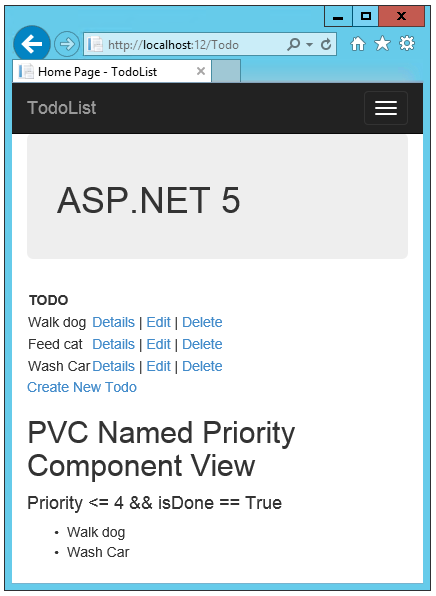 http://localhost:12/Todo
Home Page - TodoList
TodoList
ASP.NET 5
TODO
Walk dog Details | Edit | Delete
Feed cat Details | Edit | Delete
Wash Car Details | Edit | Delete
Create New Todo
PVC Named Priority
Component View
Priority <= 4 && isDone == True
• Walk dog
• Wash Car